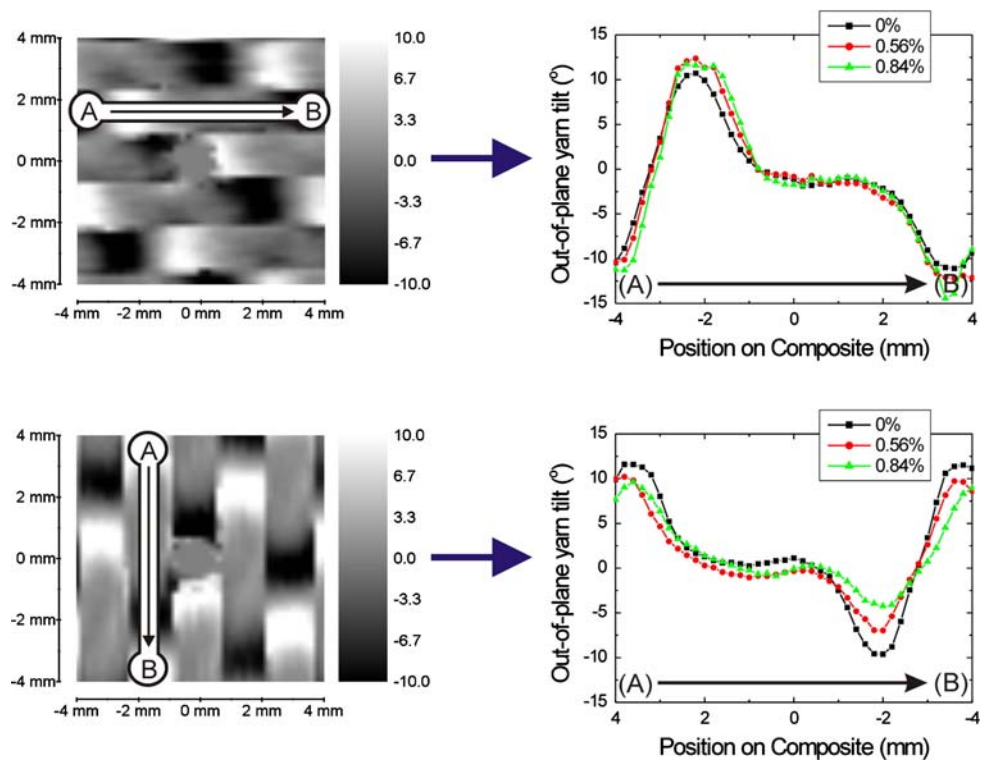 4 mm
2 mm
0 mm
-2 mm
-4 mm
-4 mm -2 mm 0 mm 2 mm 4 mm
A B
10.0
6.7
3.3
0.0
-3.3
-6.7
-10.0
Out-of-plane yarn tilt (°)
15
10
5
0
-5
-10
-15
0%
0.56%
0.84%
(A) (B)
-4 -2 0 2 4
Position on Composite (mm)
4 mm
2 mm
0 mm
-2 mm
-4 mm
-4 mm -2 mm 0 mm 2 mm 4 mm
A
B
10.0
6.7
3.3
0.0
-3.3
-6.7
-10.0
Out-of-plane yarn tilt (°)
15
10
5
0
-5
-10
-15
0%
0.56%
0.84%
(A) (B)
4 2 0 -2 -4
Position on Composite (mm)